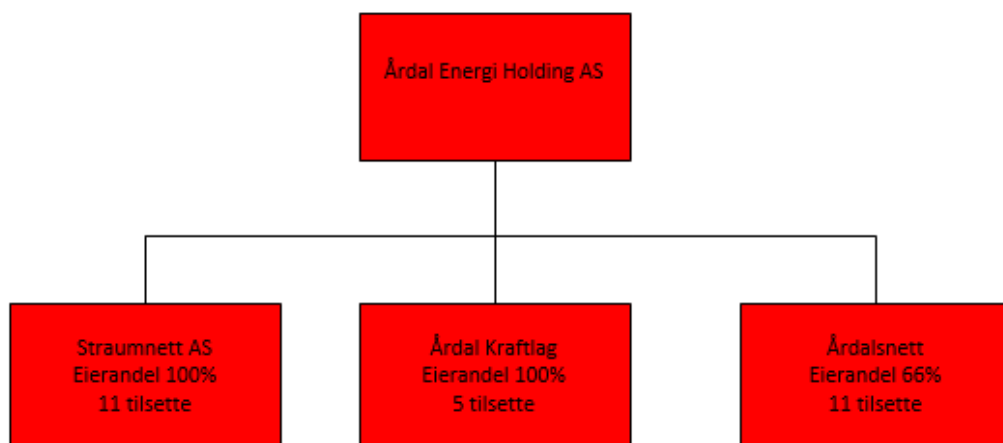 Årdal Energi Holding AS
Straumnett AS
Eierandel 100%
11 tilsette
Årdal Kraftlag
Eierandel 100%
5 tilsette
Årdalsnett
Eierandel 66%
11 tilsette